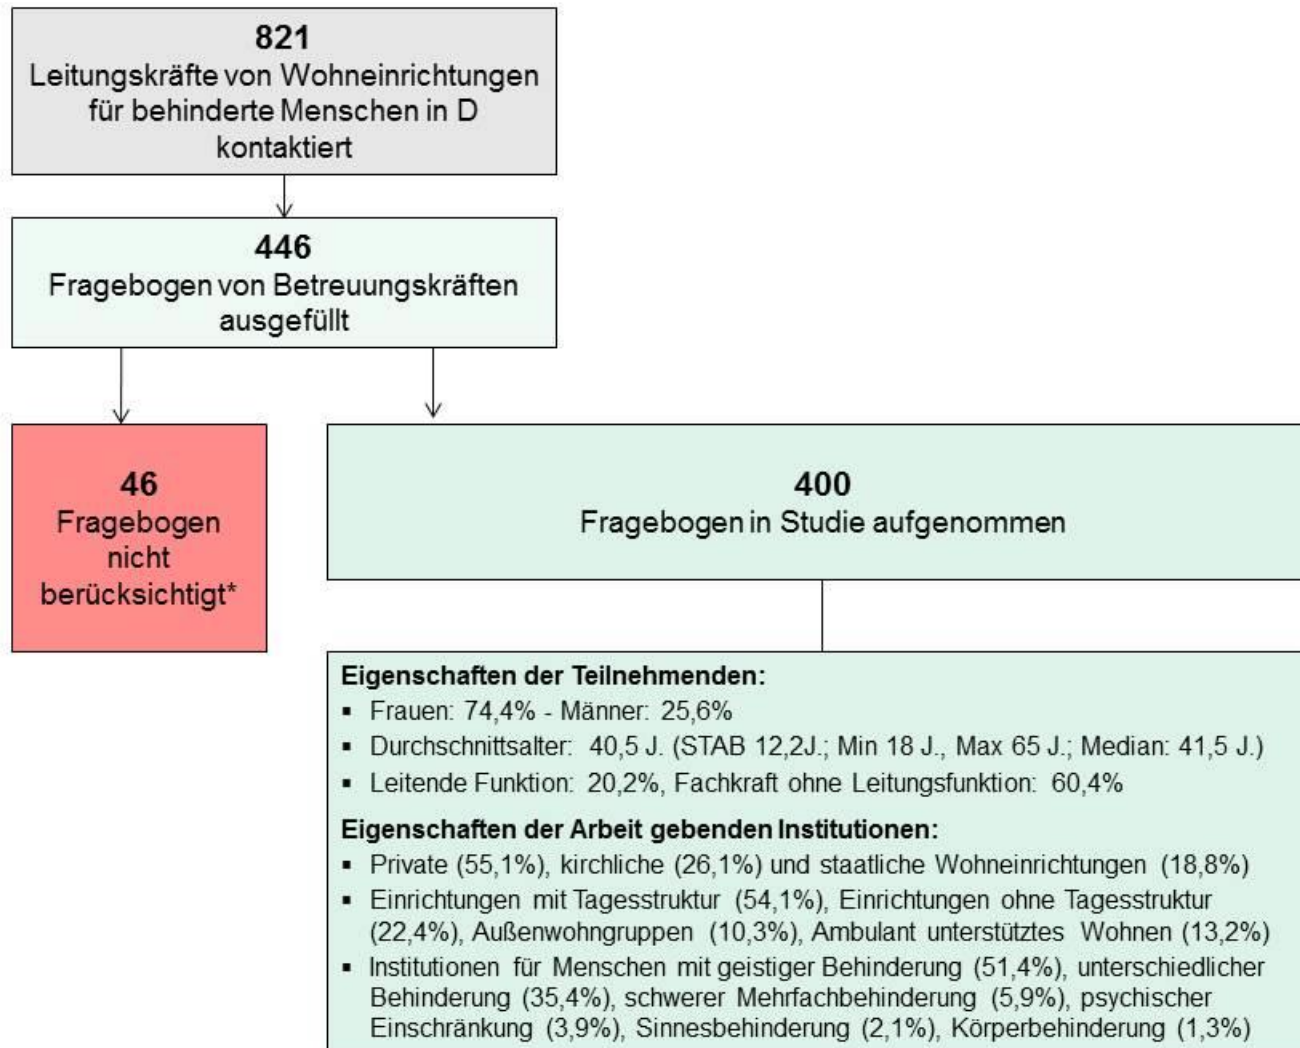 821
Leitungskräfte von Wohneinrichtungen
für behinderte Menschen in D
kontaktiert
446
Fragebogen von Betreuungskräften
ausgefüllt
46
Fragebogen
nicht
berücksichtigt*
400
Fragebogen in Studie aufgenommen
Eigenschaften der Teilnehmenden:
▪ Frauen: 74,4% - Männer: 25,6%
▪ Durchschnittsalter: 40,5 J. (STAB 12,2J.; Min 18 J., Max 65 J.; Median: 41,5 J.)
▪ Leitende Funktion: 20,2%, Fachkraft ohne Leitungsfunktion: 60,4%
Eigenschaften der Arbeit gebenden Institutionen:
▪ Private (55,1%), kirchliche (26,1%) und staatliche Wohneinrichtungen (18,8%)
▪ Einrichtungen mit Tagesstruktur (54,1%), Einrichtungen ohne Tagesstruktur
(22,4%), Außenwohngruppen (10,3%), Ambulant unterstütztes Wohnen (13,2%)
▪ Institutionen für Menschen mit geistiger Behinderung (51,4%), unterschiedlicher
Behinderung (35,4%), schwerer Mehrfachbehinderung (5,9%), psychischer
Einschränkung (3,9%), Sinnesbehinderung (2,1%), Körperbehinderung (1,3%)